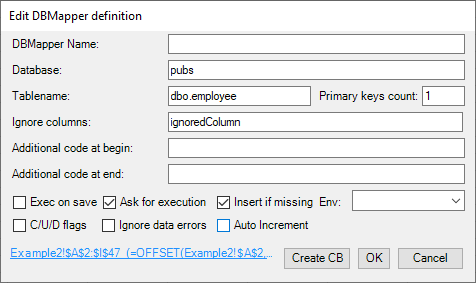 Edit DBMapper definition
DBMapper Name:
Database: pubs
Tablename: dbo.employee Primary keys count: 1
Ignore columns: ignoredColumn
Additional code at begin:
Additional code at end:
Exec on save Ask for execution Insert if missing Env:
C/U/D flags Ignore data errors Auto Increment
Example2!$A$2:$I$47 (=OFFSET(Example2!$A$2,... Create CB OK Cancel